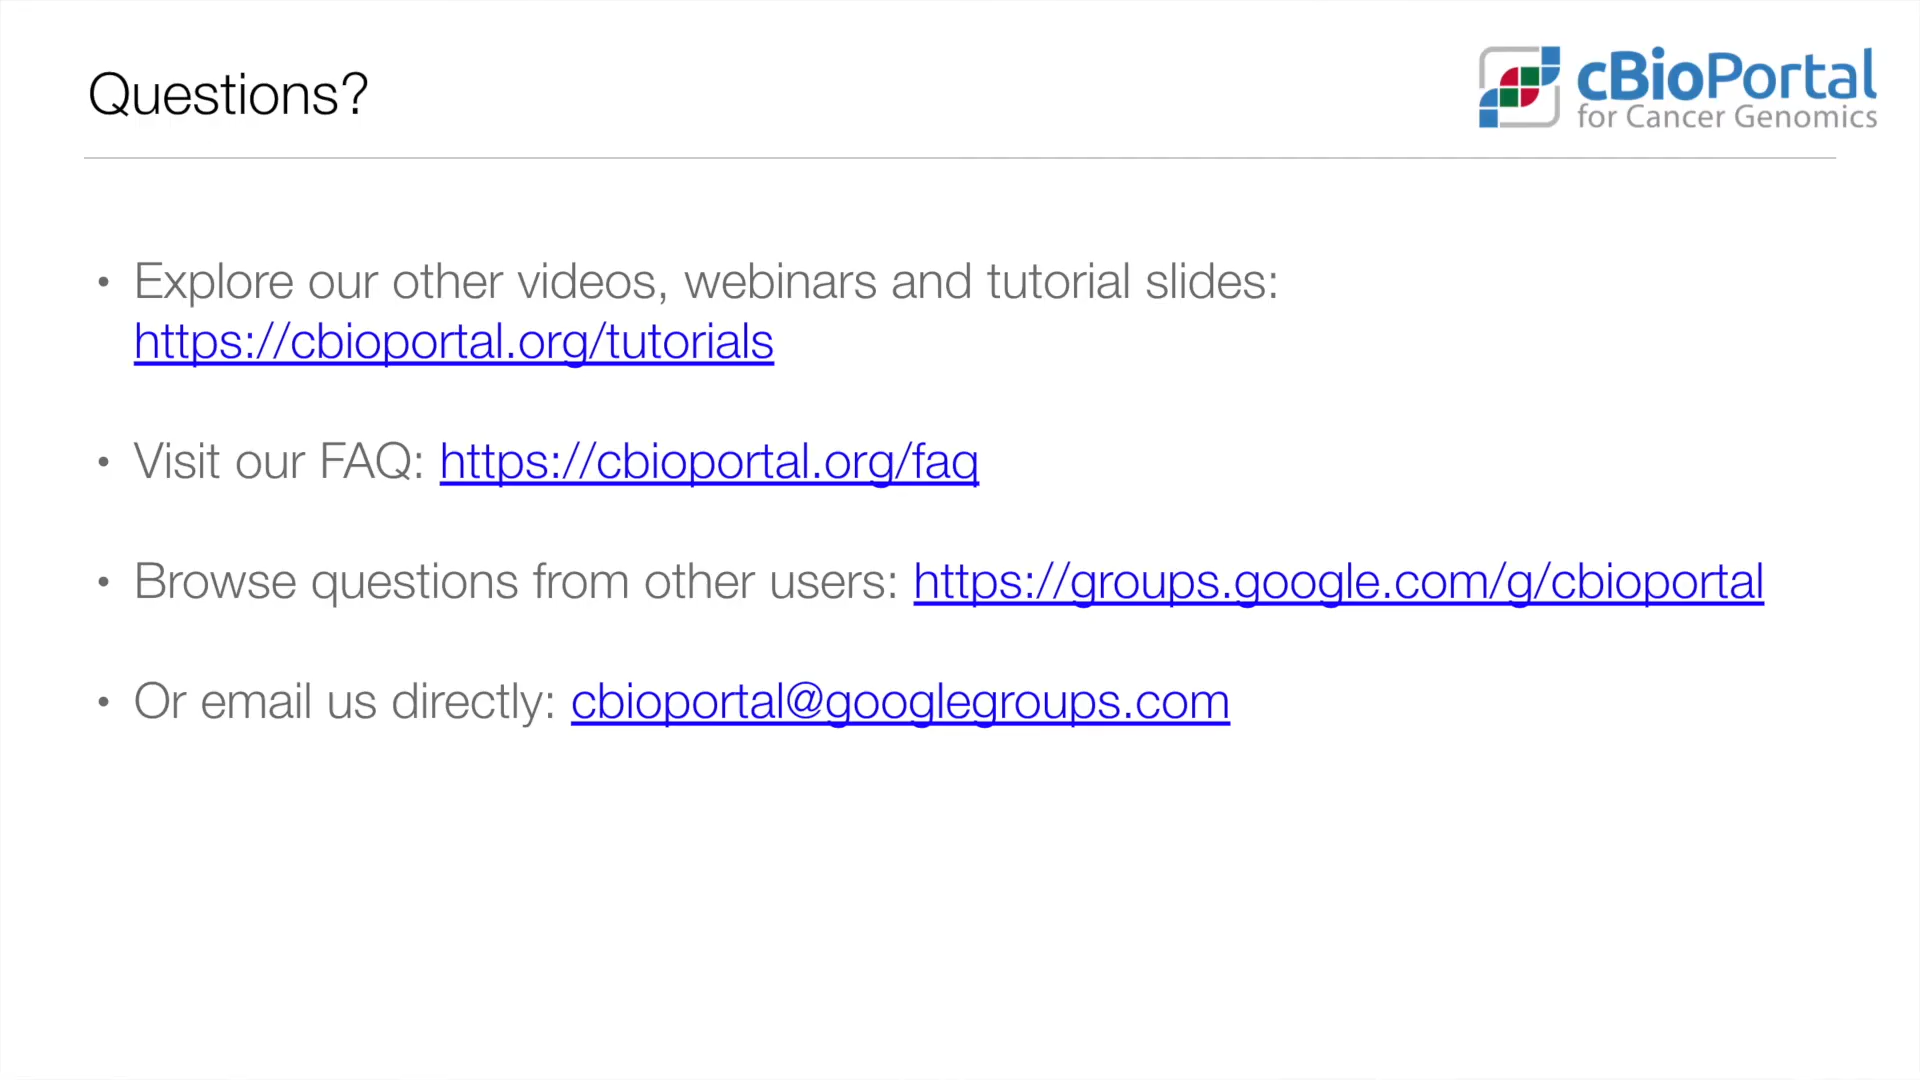 Questions?
cBioPortal
for Cancer Genomics
• Explore our other videos, webinars and tutorial slides:
https://cbioportal.org/tutorials
• Visit our FAQ: https://cbioportal.org/faq
• Browse questions from other users: https://groups.google.com/g/cbioportal
• Or email us directly: cbioportal@googlegroups.com